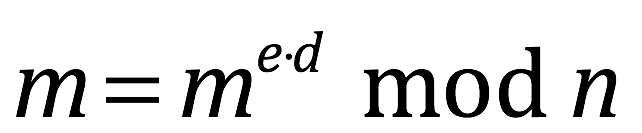 m = m^{e·d} mod n